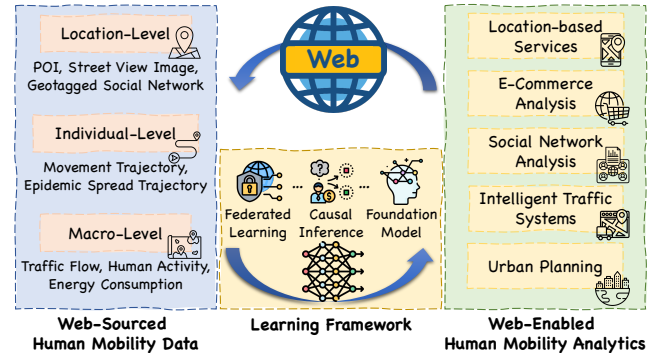 Location-Level
POI, Street View Image,
Geotagged Social Network
Individual-Level
Movement Trajectory,
Epidemic Spread Trajectory
Macro-Level
Traffic Flow, Human Activity,
Energy Consumption
Web-Sourced
Human Mobility Data
Web
?
$
... ...
Federated
Learning
Causal
Inference
Foundation
Model
Learning Framework
Location-based
Services
E-Commerce
Analysis
Social Network
Analysis
Intelligent Traffic
Systems
Urban Planning
Web-Enabled
Human Mobility Analytics